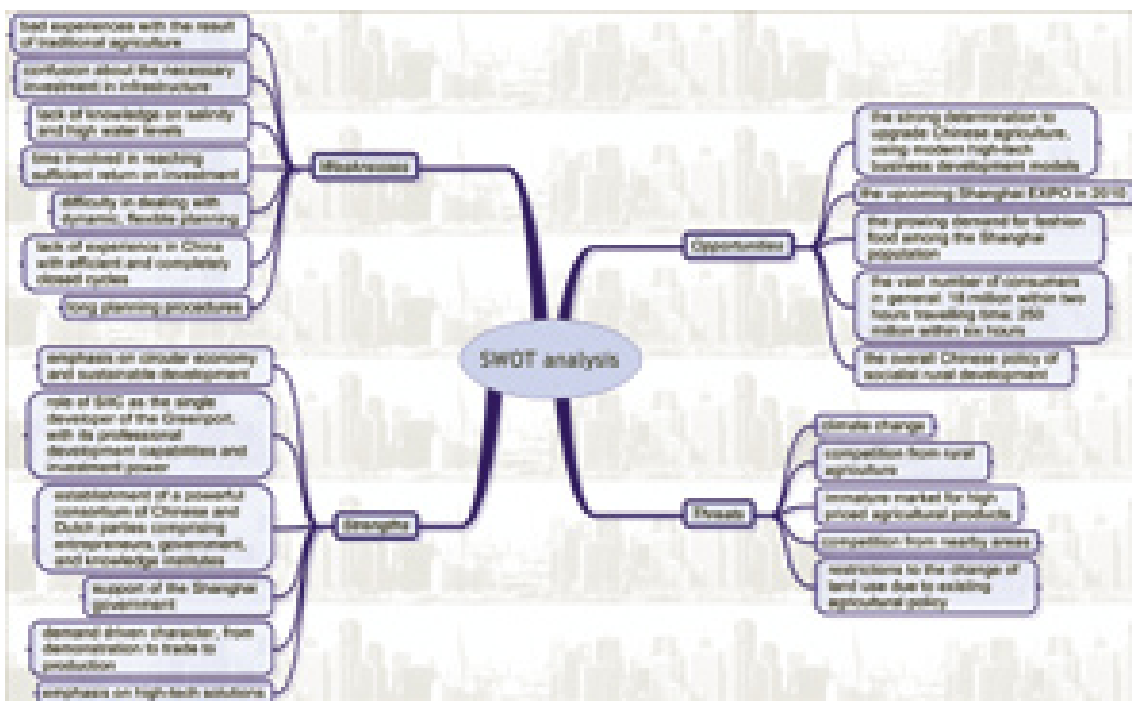 bad experiences with the result
of traditional agriculture
confusion about the necessary
investment in infrastructure
lack of knowledge on salinity
and high water levels
time involved in reaching
sufficient return on investment
difficulty in dealing with
dynamic, flexible planning
lack of experience in China
with efficient and completely
closed cycles
long planning procedures
Weaknesses
emphasis on circular economy
and sustainable development
role of SIIC as the single
developer of the Greenport,
with its professional
development capabilities and
investment power
establishment of a powerful
consortium of Chinese and
Dutch parties comprising
entrepreneurs, government,
and knowledge institutes
support of the Shanghai
government
demand driven character, from
demonstration to trade to
production
emphasis on high-tech solutions
Strengths
SWOT analysis
Opportunities
the strong determination to
upgrade Chinese agriculture,
using modern high-tech
business development models
the upcoming Shanghai EXPO in 2010
the growing demand for fashion
food among the Shanghai
population
the vast number of consumers
in general: 18 million within two
hours travelling time; 250
million within six hours
the overall Chinese policy of
socialist rural development
Threats
climate change
competition from rural
agriculture
immature market for high
priced agricultural products
competition from nearby areas
restrictions to the change of
land use due to existing
agricultural policy